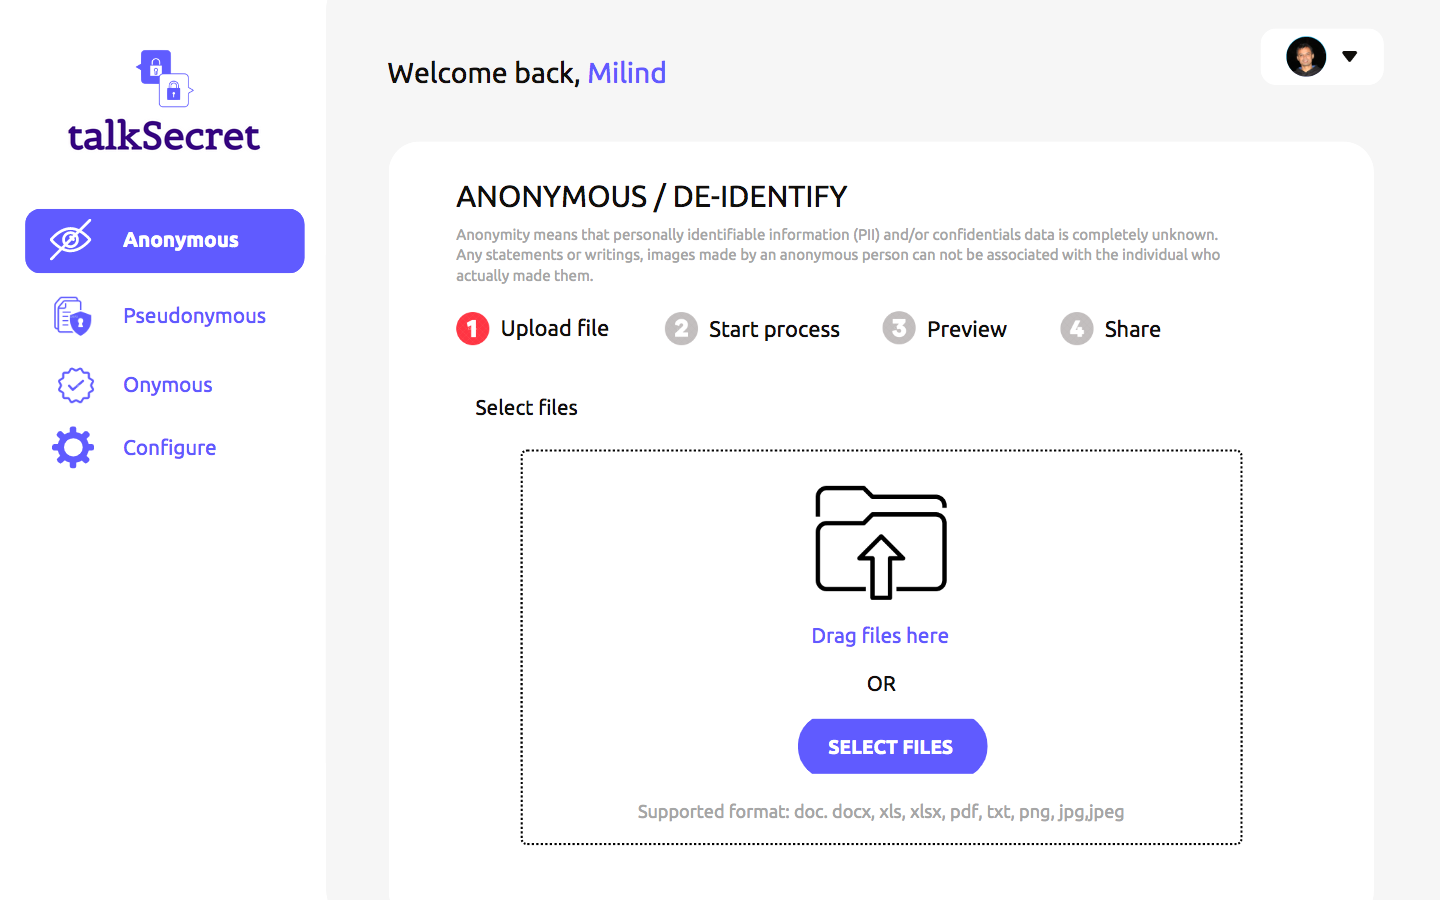 talkSecret
Anonymous
Pseudonymous
Onymous
Configure
Welcome back, Milind
ANONYMOUS / DE-IDENTIFY
Anonymity means that personally identifiable information (PII) and/or confidentials data is completely unknown.
Any statements or writings, images made by an anonymous person can not be associated with the individual who
actually made them.
1 Upload file
2 Start process
3 Preview
4 Share
Select files
Drag files here
OR
SELECT FILES
Supported format: doc. docx, xls, xlsx, pdf, txt, png, jpg,jpeg